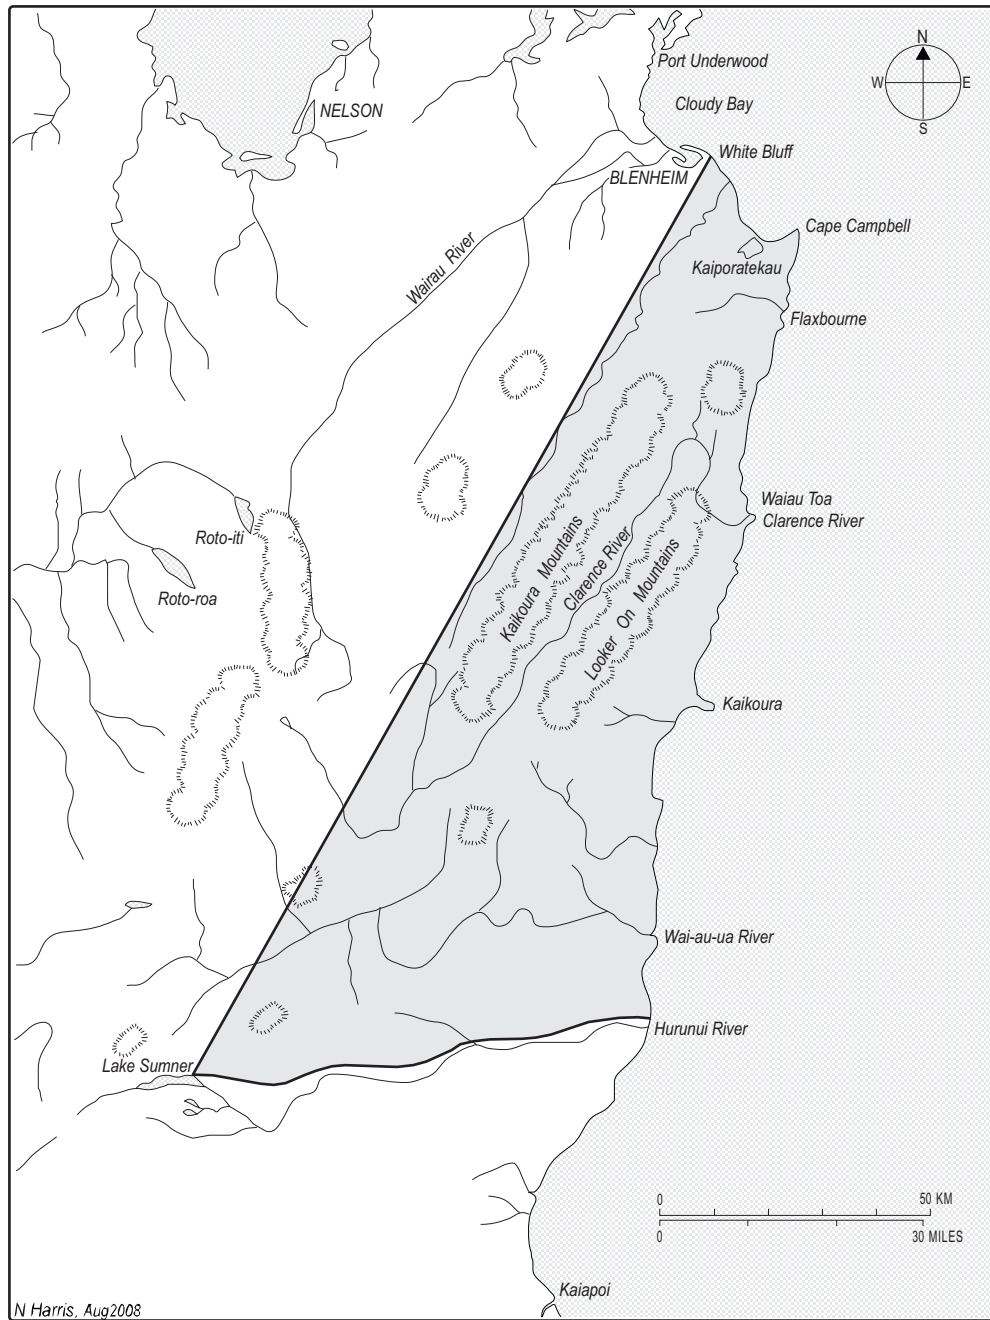 N
W E
S
Port Underwood
Cloudy Bay
NELSON
White Bluff
BLENHEIM
Cape Campbell
Kaiporatekau
Wairau River
Flaxbourne
Waiau Toa
Clarence River
Roto-iti
Roto-roa
Kaikoura Mountains
Clarence River
Looker On Mountains
Kaikoura
Wai-au-ua River
Hurunui River
Lake Sumner
0 50 KM
0 30 MILES
Kaiapoi
N Harris, Aug2008